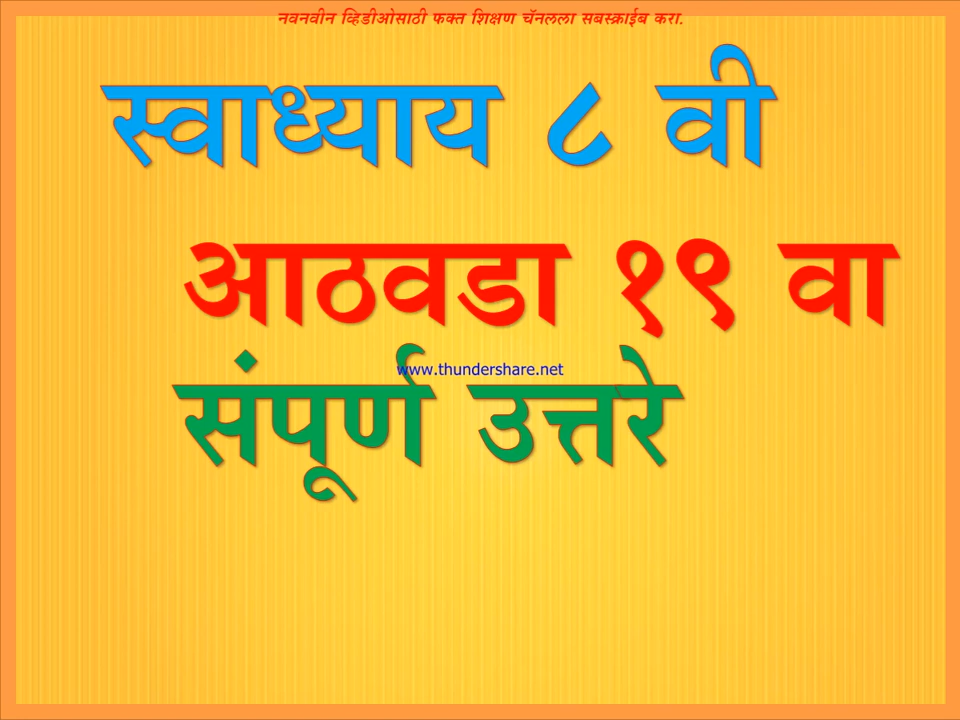 नवनवीन व्हिडीओसाठी फक्त शिक्षण चॅनलला सबस्क्राईब करा.
स्वाध्याय ८ वी
आठवडा १९ वा
www.thundershare.net
संपूर्ण उत्तरे